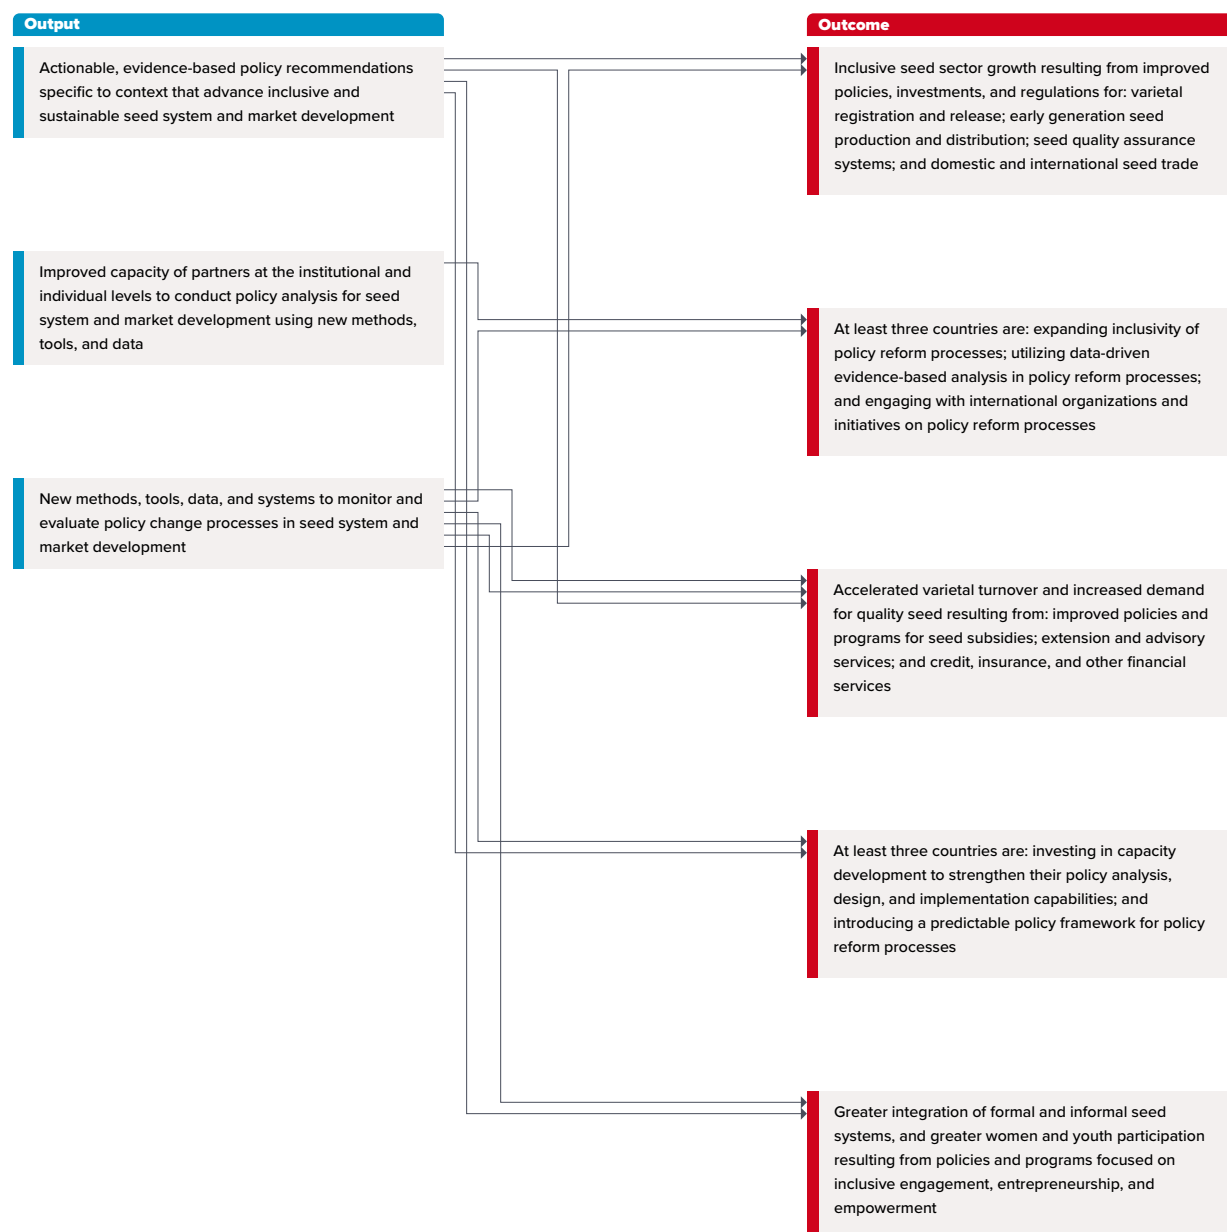 Output
Actionable, evidence-based policy recommendations
specific to context that advance inclusive and
sustainable seed system and market development
Improved capacity of partners at the institutional and
individual levels to conduct policy analysis for seed
system and market development using new methods,
tools, and data
New methods, tools, data, and systems to monitor and
evaluate policy change processes in seed system and
market development
Outcome
Inclusive seed sector growth resulting from improved
policies, investments, and regulations for: varietal
registration and release; early generation seed
production and distribution; seed quality assurance
systems; and domestic and international seed trade
At least three countries are: expanding inclusivity of
policy reform processes; utilizing data-driven
evidence-based analysis in policy reform processes;
and engaging with international organizations and
initiatives on policy reform processes
Accelerated varietal turnover and increased demand
for quality seed resulting from: improved policies and
programs for seed subsidies; extension and advisory
services; and credit, insurance, and other financial
services
At least three countries are: investing in capacity
development to strengthen their policy analysis,
design, and implementation capabilities; and
introducing a predictable policy framework for policy
reform processes
Greater integration of formal and informal seed
systems, and greater women and youth participation
resulting from policies and programs focused on
inclusive engagement, entrepreneurship, and
empowerment